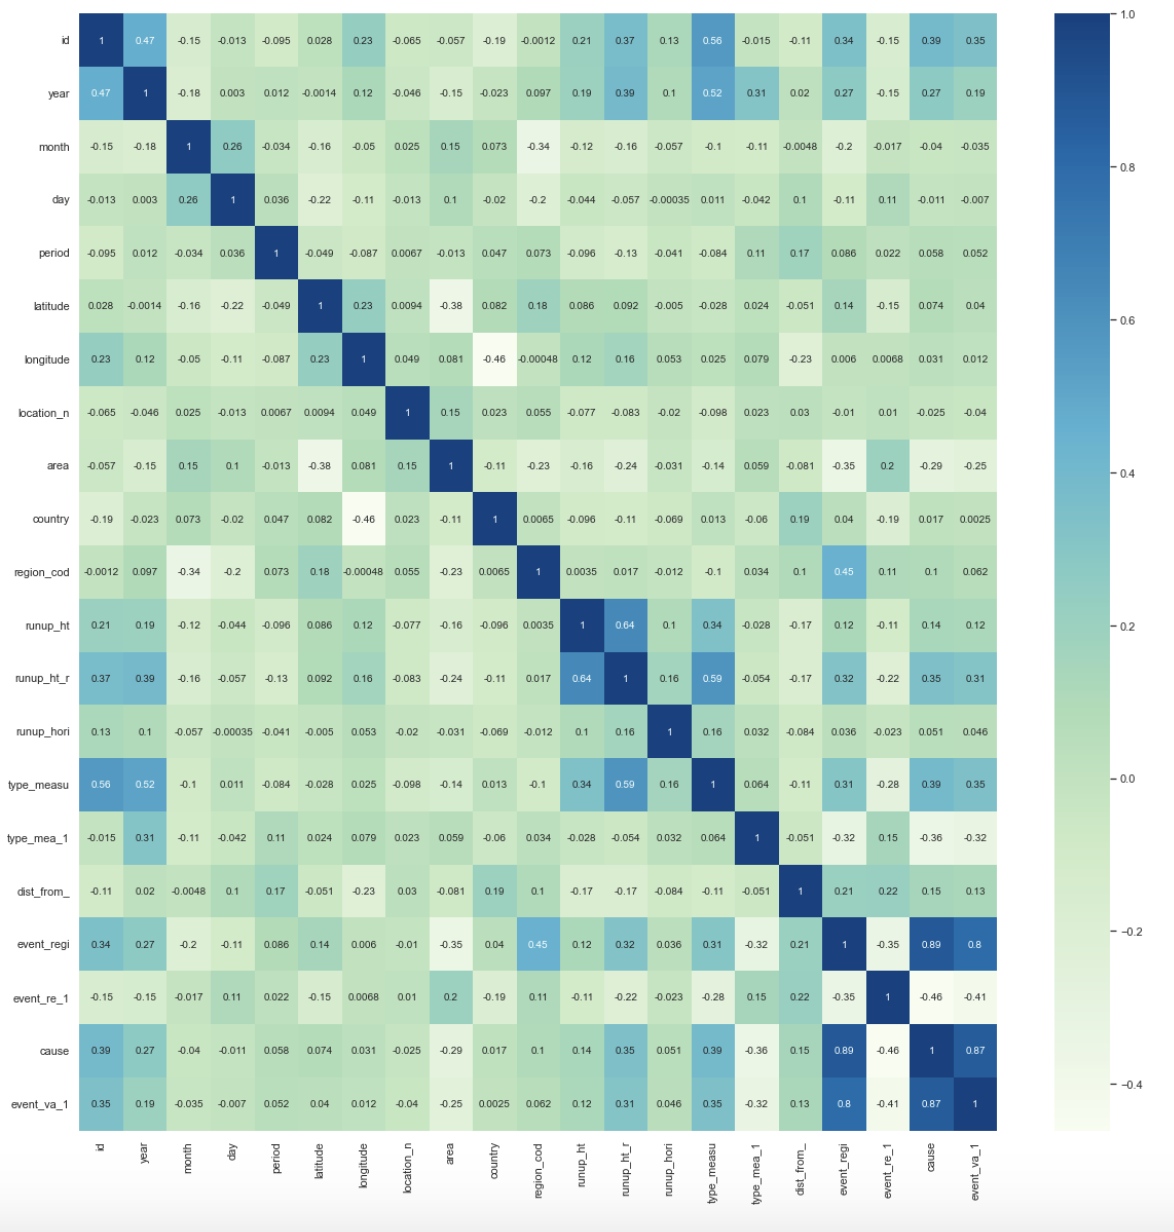 id 1 0.47 -0.15 -0.013 -0.095 0.028 0.23 -0.065 -0.057 -0.19 -0.0012 0.21 0.37 0.13 0.56 -0.015 -0.11 0.34 -0.15 0.39 0.35
year 0.47 1 -0.18 0.003 0.012 -0.0014 0.12 -0.046 -0.15 -0.023 0.097 0.19 0.39 0.1 0.52 0.31 0.02 0.27 -0.15 0.27 0.19
month -0.15 -0.18 1 0.26 -0.034 -0.16 -0.05 0.025 0.15 0.073 -0.34 -0.12 -0.16 -0.057 -0.1 -0.11 -0.0048 -0.2 -0.017 -0.04 -0.035
day -0.013 0.003 0.26 1 0.036 -0.22 -0.11 -0.013 0.1 -0.02 -0.2 -0.044 -0.057 -0.00035 0.011 -0.042 0.1 -0.11 0.11 -0.011 -0.007
period -0.095 0.012 -0.034 0.036 1 -0.049 -0.087 0.0067 -0.013 0.047 0.073 -0.096 -0.13 -0.041 -0.084 0.11 0.17 0.086 0.022 0.058 0.052
latitude 0.028 -0.0014 -0.16 -0.22 -0.049 1 0.23 0.0094 -0.38 0.082 0.18 0.086 0.092 -0.005 -0.028 0.024 -0.051 0.14 -0.15 0.074 0.04
longitude 0.23 0.12 -0.05 -0.11 -0.087 0.23 1 0.049 0.081 -0.46 -0.00048 0.12 0.16 0.053 0.025 0.079 -0.23 0.006 0.0068 0.031 0.012
location_n -0.065 -0.046 0.025 -0.013 0.0067 0.0094 0.049 1 0.15 0.023 0.055 -0.077 -0.083 -0.02 -0.098 0.023 0.03 -0.01 0.01 -0.025 -0.04
area -0.057 -0.15 0.15 0.1 -0.013 -0.38 0.081 0.15 1 -0.11 -0.23 -0.16 -0.24 -0.031 -0.14 0.059 -0.081 -0.35 0.2 -0.29 -0.25
country -0.19 -0.023 0.073 -0.02 0.047 0.082 -0.46 0.023 -0.11 1 0.0065 -0.096 -0.11 -0.069 0.013 -0.06 0.19 0.04 -0.19 0.017 0.0025
region_cod -0.0012 0.097 -0.34 -0.2 0.073 0.18 -0.00048 0.055 -0.23 0.0065 1 0.0035 0.017 -0.012 -0.1 0.034 0.1 0.45 0.11 0.1 0.062
runup_ht 0.21 0.19 -0.12 -0.044 -0.096 0.086 0.12 -0.077 -0.16 -0.096 0.0035 1 0.64 0.1 0.34 -0.028 -0.17 0.12 -0.11 0.14 0.12
runup_ht_r 0.37 0.39 -0.16 -0.057 -0.13 0.092 0.16 -0.083 -0.24 -0.11 0.017 0.64 1 0.16 0.59 -0.054 -0.17 0.32 -0.22 0.35 0.31
runup_hori 0.13 0.1 -0.057 -0.00035 -0.041 -0.005 0.053 -0.02 -0.031 -0.069 -0.012 0.1 0.16 1 0.16 0.032 -0.084 0.036 -0.023 0.051 0.046
type_measu 0.56 0.52 -0.1 0.011 -0.084 -0.028 0.025 -0.098 -0.14 0.013 -0.1 0.34 0.59 0.16 1 0.064 -0.11 0.31 -0.28 0.39 0.35
type_mea_1 -0.015 0.31 -0.11 -0.042 0.11 0.024 0.079 0.023 0.059 -0.06 0.034 -0.028 -0.054 0.032 0.064 1 -0.051 -0.32 0.15 -0.36 -0.32
dist_from_ -0.11 0.02 -0.0048 0.1 0.17 -0.051 -0.23 0.03 -0.081 0.19 0.1 -0.17 -0.17 -0.084 -0.11 -0.051 1 0.21 0.22 0.15 0.13
event_regi 0.34 0.27 -0.2 -0.11 0.086 0.14 0.006 -0.01 -0.35 0.04 0.45 0.12 0.32 0.036 0.31 -0.32 0.21 1 -0.35 0.89 0.8
event_re_1 -0.15 -0.15 -0.017 0.11 0.022 -0.15 0.0068 0.01 0.2 -0.19 0.11 -0.11 -0.22 -0.023 -0.28 0.15 0.22 -0.35 1 -0.46 -0.41
cause 0.39 0.27 -0.04 -0.011 0.058 0.074 0.031 -0.025 -0.29 0.017 0.1 0.14 0.35 0.051 0.39 -0.36 0.15 0.89 -0.46 1 0.87
event_va_1 0.35 0.19 -0.035 -0.007 0.052 0.04 0.012 -0.04 -0.25 0.0025 0.062 0.12 0.31 0.046 0.35 -0.32 0.13 0.8 -0.41 0.87 1
id year month day period latitude longitude location_n area country region_cod runup_ht runup_ht_r runup_hori type_measu type_mea_1 dist_from_ event_regi event_re_1 cause event_va_1
1.0
0.8
0.6
0.4
0.2
0.0
−0.2
−0.4